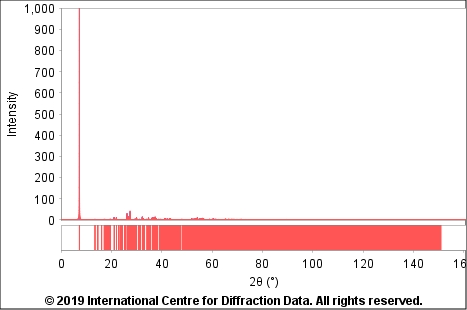 1,000
900
800
700
600
500
400
300
200
100
0
Intensity
0 20 40 60 80 100 120 140 16
2θ (°)
© 2019 International Centre for Diffraction Data. All rights reserved.